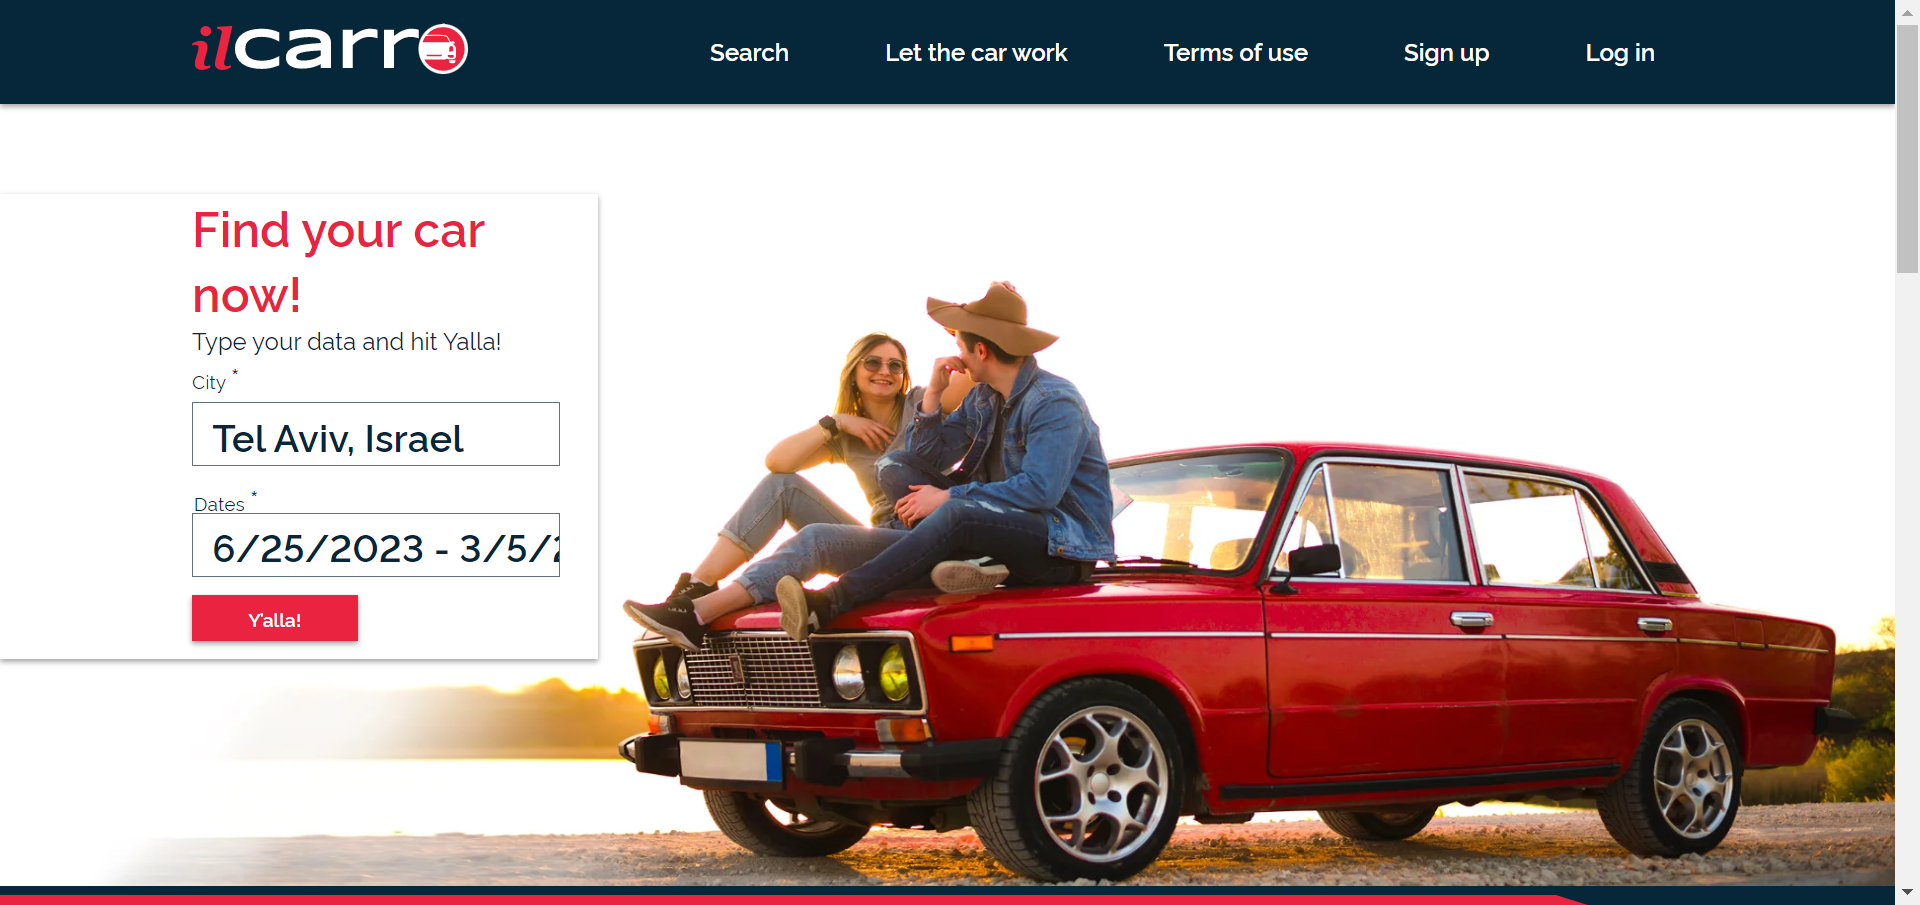 ilcarro
Search
Let the car work
Terms of use
Sign up
Log in
Find your car
now!
Type your data and hit Yalla!
City *
Tel Aviv, Israel
Dates *
6/25/2023 - 3/5/2
Y'alla!